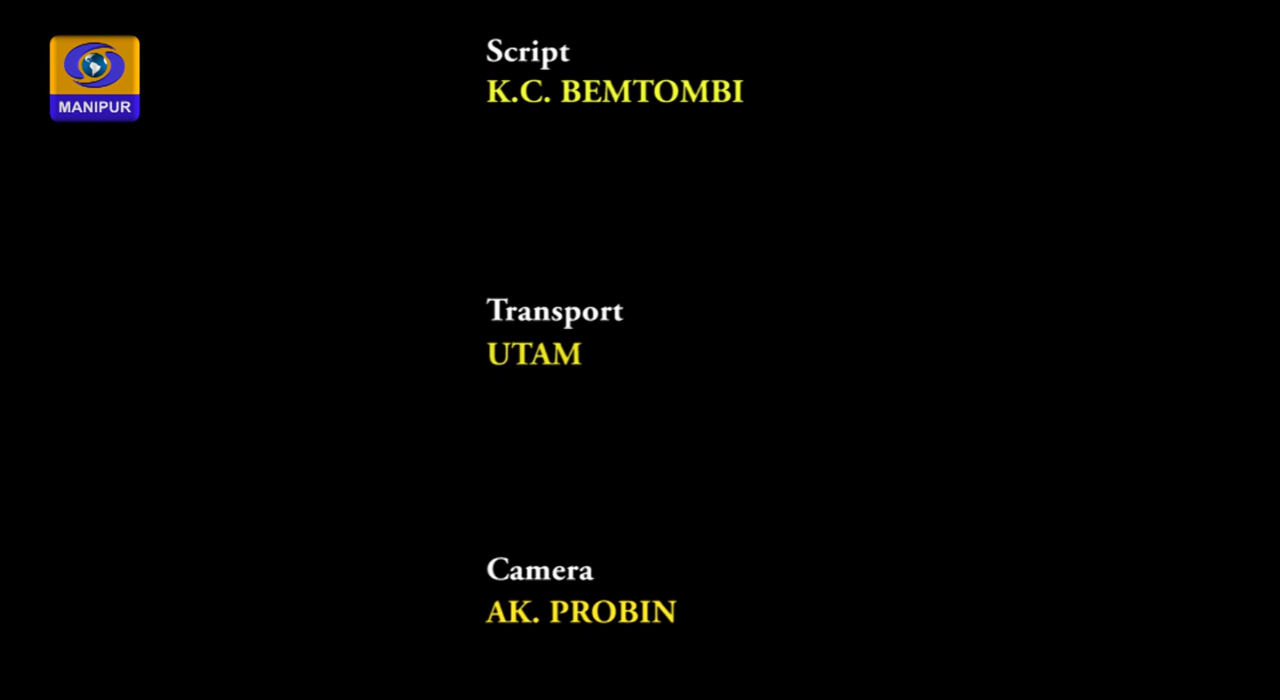 MANIPUR
Script
K.C. BEMTOMBI
Transport
UTAM
Camera
AK. PROBIN